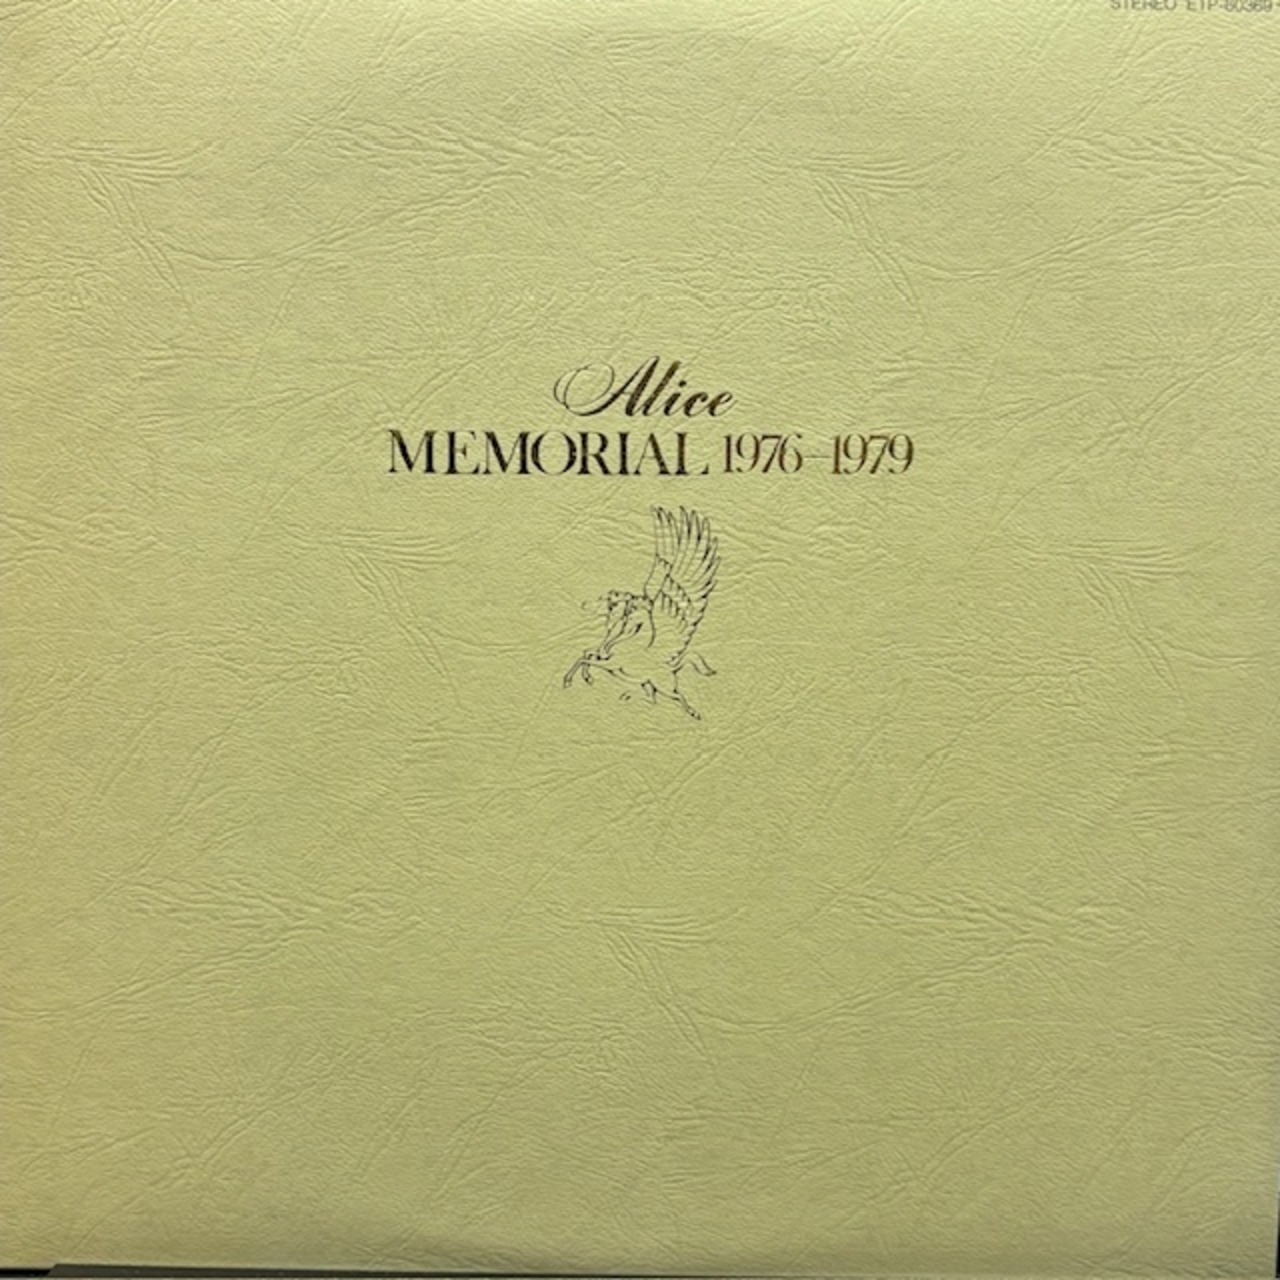 STEREO ETP-80369
Alice
MEMORIAL 1976–1979